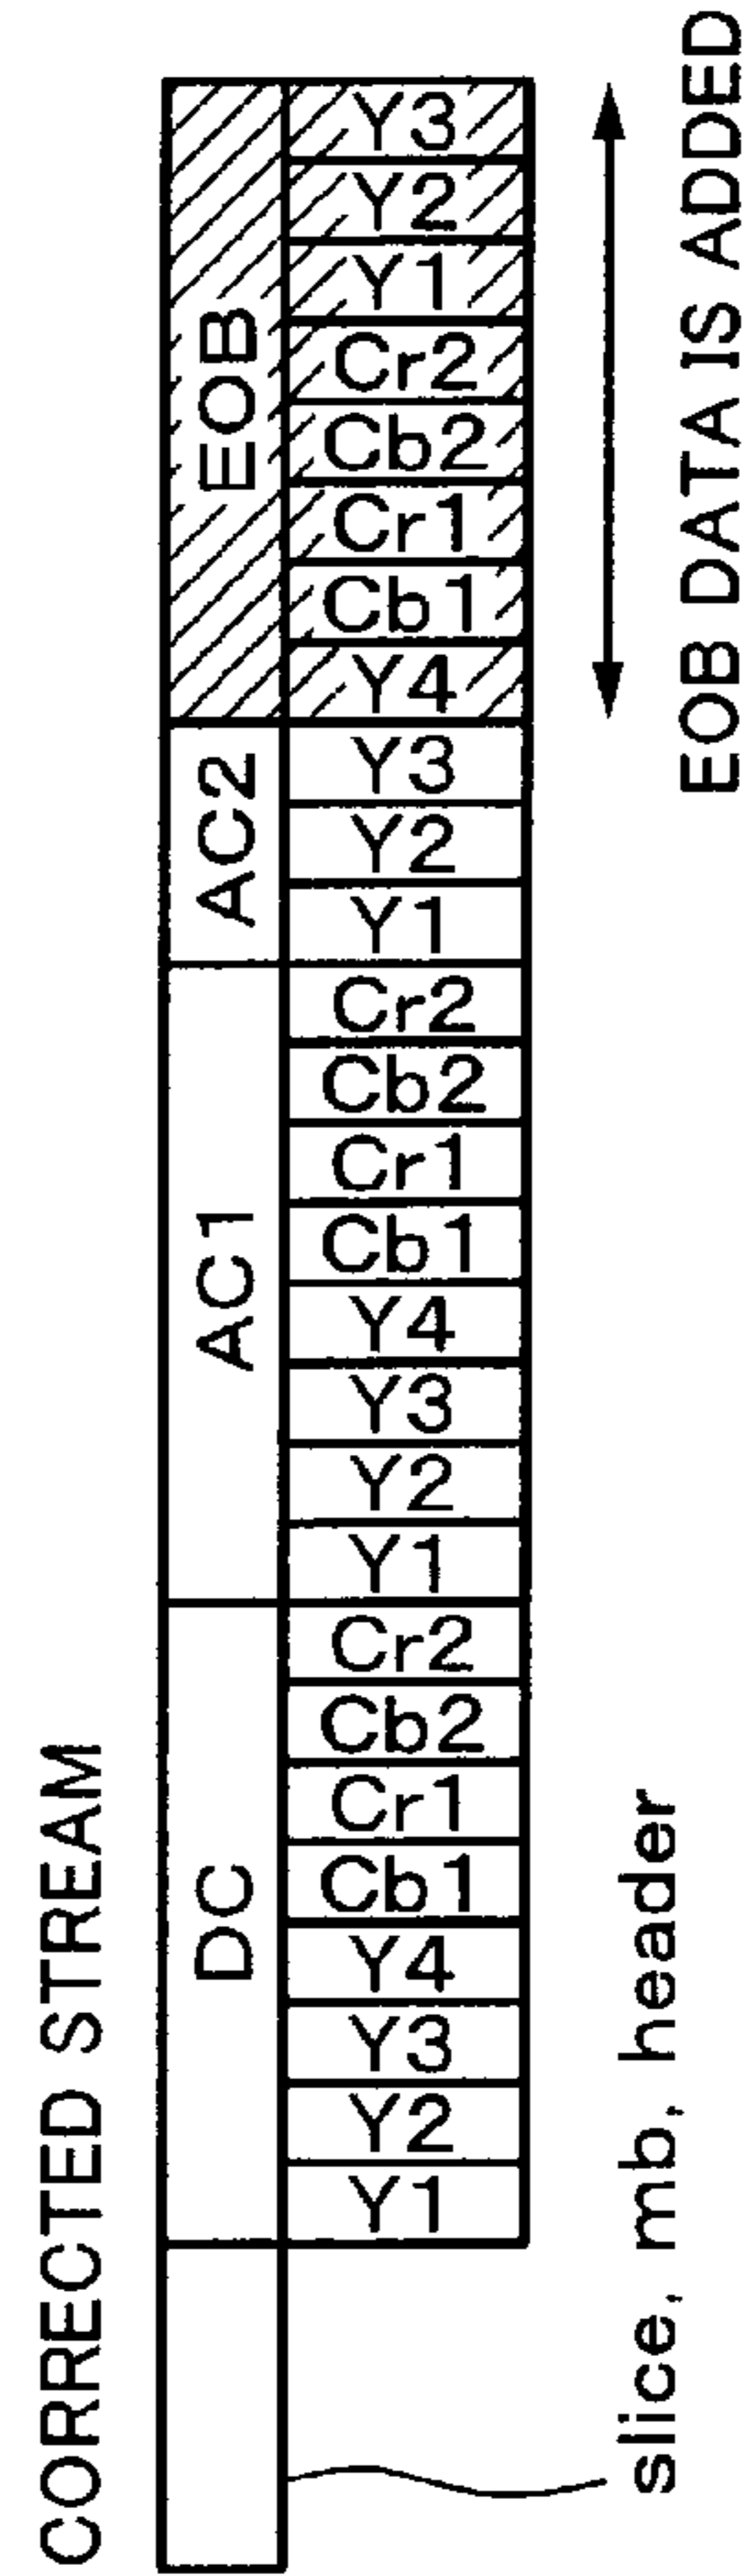 CORRECTED STREAM
DC AC1 AC2 EOB
Y1 Y2 Y3 Y4 Cb1 Cr1 Cb2 Cr2 Y1 Y2 Y3 Y4 Cb1 Cr1 Cb2 Cr2 Y1 Y2 Y3 Y4 Cb1 Cr1 Cb2 Cr2 Y1 Y2 Y3
slice, mb, header
EOB DATA IS ADDED